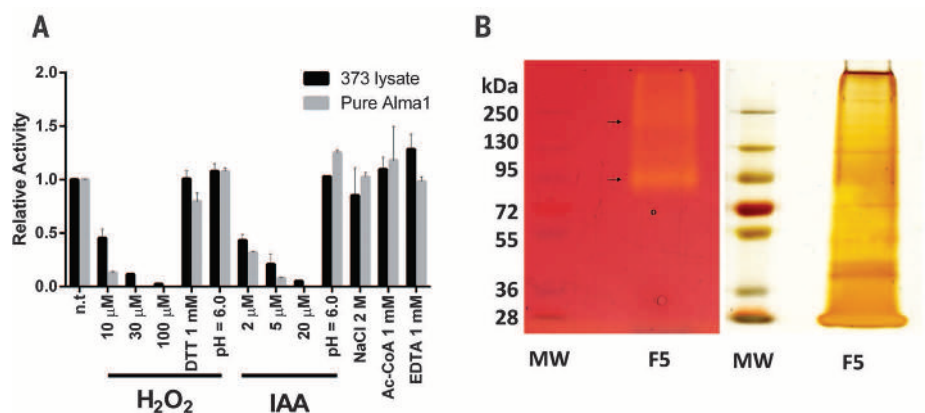 A
Relative Activity
2.0
1.5
1.0
0.5
0.0
373 lysate
Pure Alma1
n.t
10 μM
30 μM
100 μM
DTT 1 mM
pH = 6.0
2 μM
5 μM
20 μM
pH = 6.0
NaCl 2 M
Ac-CoA 1 mM
EDTA 1 mM
H₂O₂
IAA
B
kDa
250
130
95
72
55
36
28
MW
F5
MW
F5